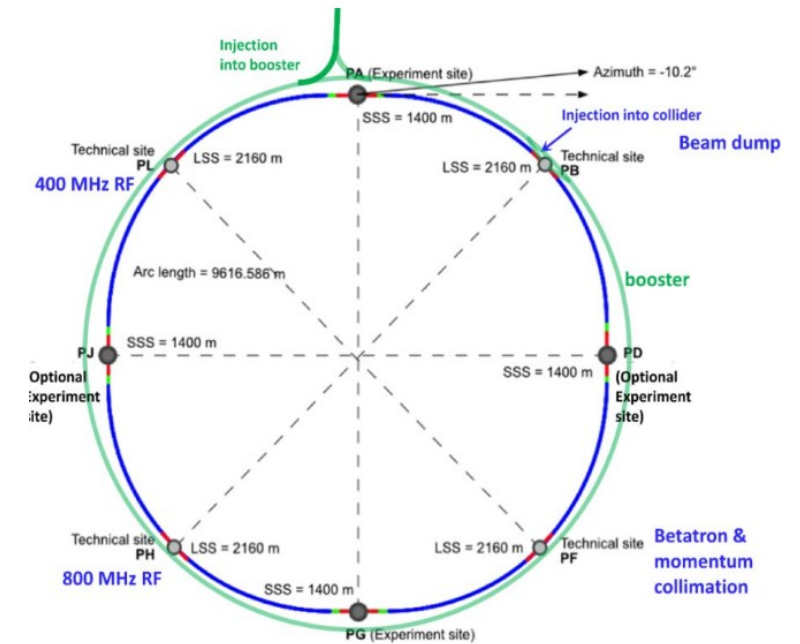 Injection
into booster
PA (Experiment site)
Azimuth = -10.2°
SSS = 1400 m
Injection into collider
Beam dump
Technical site
PL
LSS = 2160 m
400 MHz RF
LSS = 2160 m
Technical site
PB
Arc length = 9616.586 m
booster
PJ
SSS = 1400 m
(Optional
Experiment
site)
SSS = 1400 m
PD
(Optional
Experiment
site)
Technical site
PH
LSS = 2160 m
800 MHz RF
LSS = 2160 m
Technical site
PF
Betatron &
momentum
collimation
SSS = 1400 m
PG (Experiment site)